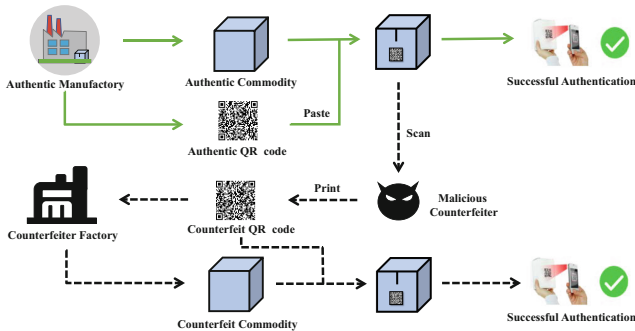 Authentic Manufactory
Authentic Commodity
Successful Authentication
Paste
Authentic QR code
Scan
Print
Malicious
Counterfeiter
Counterfeiter Factory
Counterfeit QR code
Counterfeit Commodity
Successful Authentication